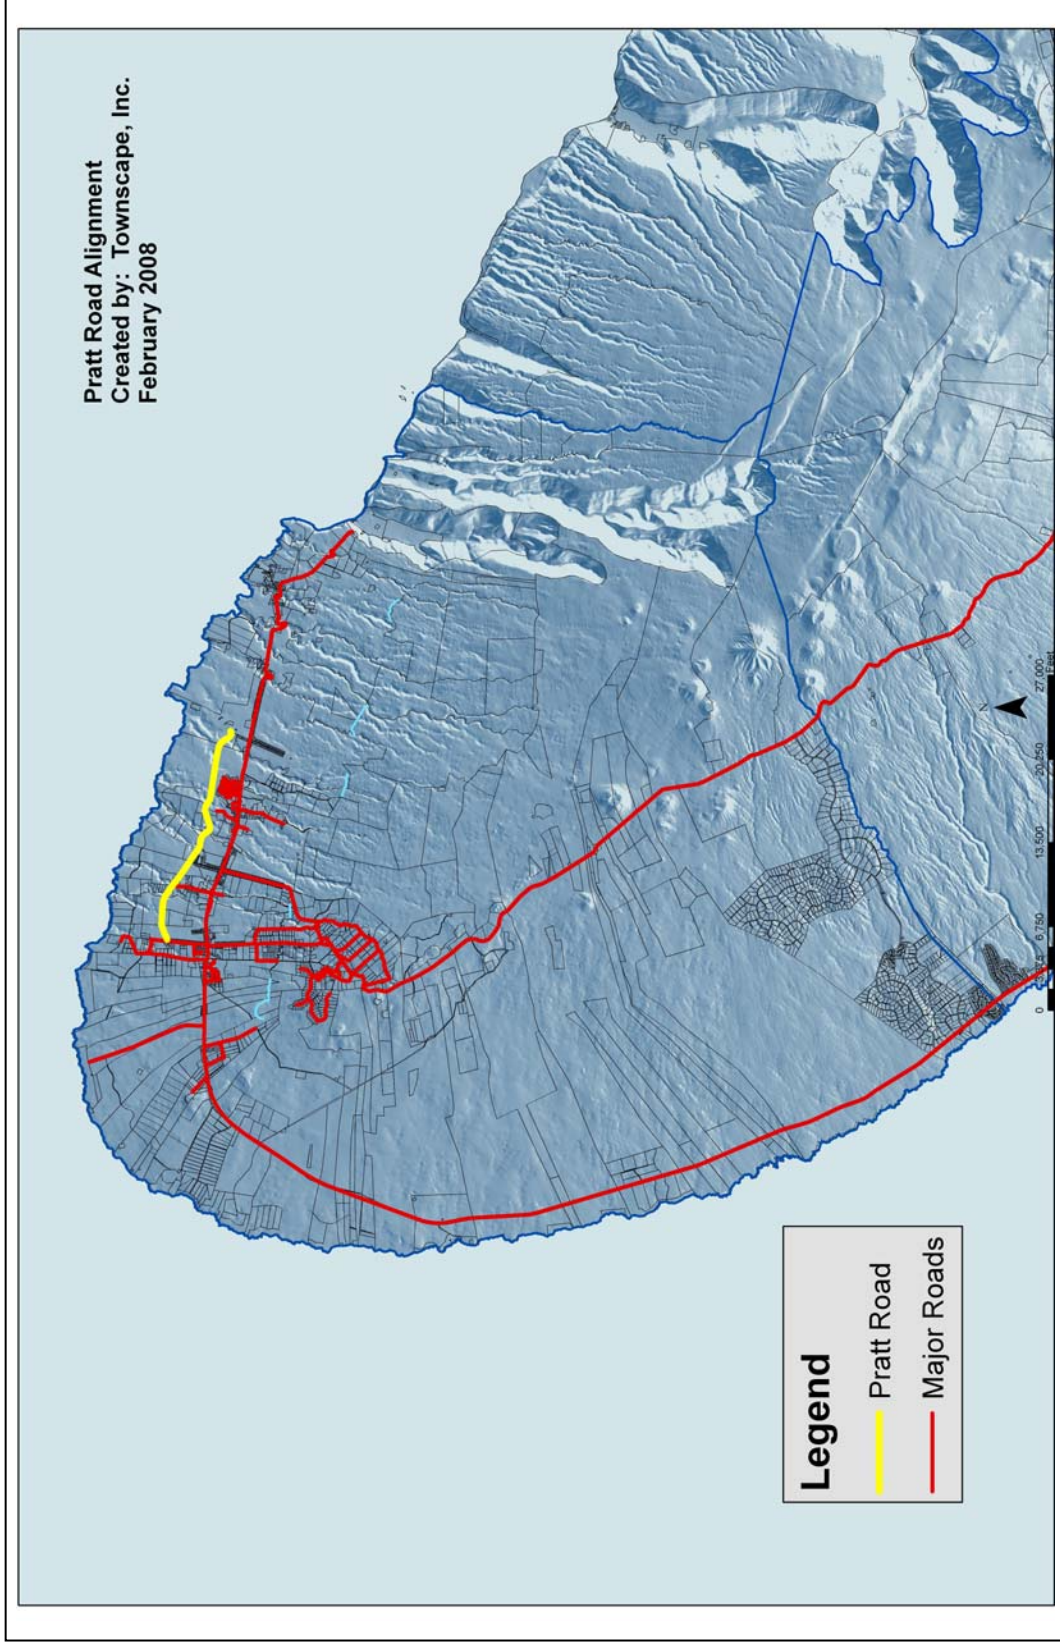 Pratt Road Alignment
Created by: Townscape, Inc.
February 2008
Legend
Pratt Road
Major Roads
N
0 6,750 13,500 20,250 27,000
Feet